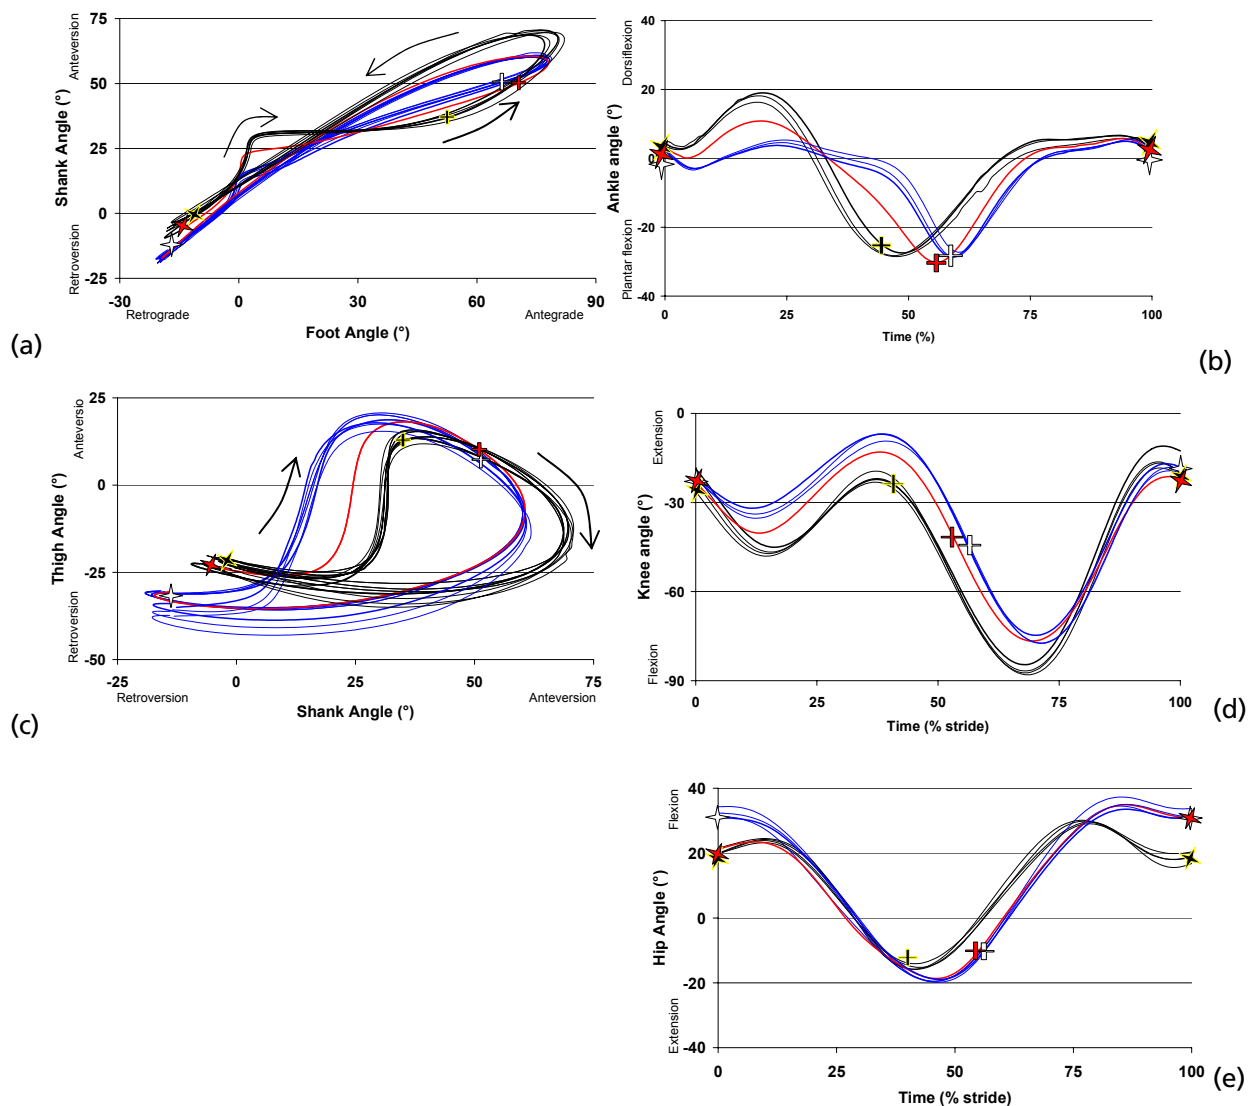 75
50
25
0
-25
Shank Angle (°)
Anteversion
Retroversion
-30
0
30
60
90
Retrograde
Antegrade
Foot Angle (°)
(a)
40
20
0
-20
-40
Ankle angle (°)
Dorsiflexion
Plantar flexion
0
25
50
75
100
Time (%)
(b)
25
0
-25
-50
Thigh Angle (°)
Anteversio
Retroversion
-25
0
25
50
75
Retroversion
Anteversion
Shank Angle (°)
(c)
0
-30
-60
-90
Knee angle (°)
Extension
Flexion
0
25
50
75
100
Time (% stride)
(d)
40
20
0
-20
-40
Hip Angle (°)
Flexion
Extension
0
25
50
75
100
Time (% stride)
(e)